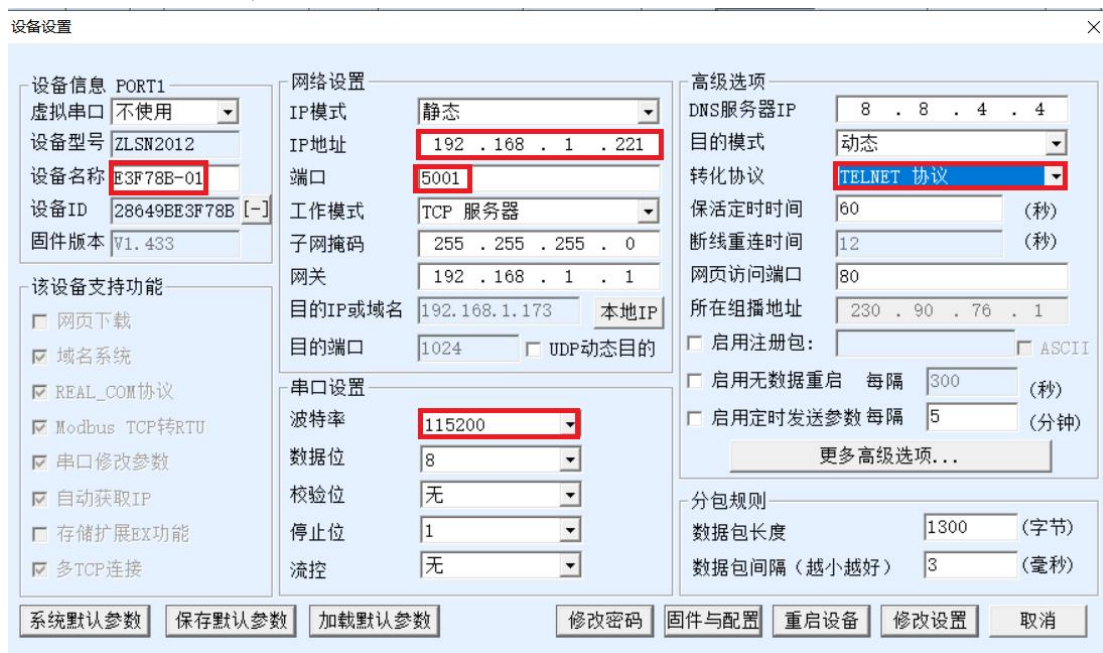 设备设置
设备信息 PORT1
虚拟串口 不使用
设备型号 ZLSN2012
设备名称 E3F78B-01
设备ID 28649BE3F78B [-]
固件版本 V1.433
该设备支持功能
网页下载
域名系统
REAL_COM协议
Modbus TCP转RTU
串口修改参数
自动获取IP
存储扩展EX功能
多TCP连接
网络设置
IP模式 静态
IP地址 192 . 168 . 1 . 221
端口 5001
工作模式 TCP 服务器
子网掩码 255 . 255 . 255 . 0
网关 192 . 168 . 1 . 1
目的IP或域名 192.168.1.173 本地IP
目的端口 1024 UDP动态目的
串口设置
波特率 115200
数据位 8
校验位 无
停止位 1
流控 无
高级选项
DNS服务器IP 8 . 8 . 4 . 4
目的模式 动态
转化协议 TELNET 协议
保活定时时间 60 (秒)
断线重连时间 12 (秒)
网页访问端口 80
所在组播地址 230 . 90 . 76 . 1
启用注册包: ASCII
启用无数据重启 每隔 300 (秒)
启用定时发送参数 每隔 5 (分钟)
更多高级选项...
分包规则
数据包长度 1300 (字节)
数据包间隔(越小越好) 3 (毫秒)
系统默认参数 保存默认参数 加载默认参数 修改密码 固件与配置 重启设备 修改设置 取消